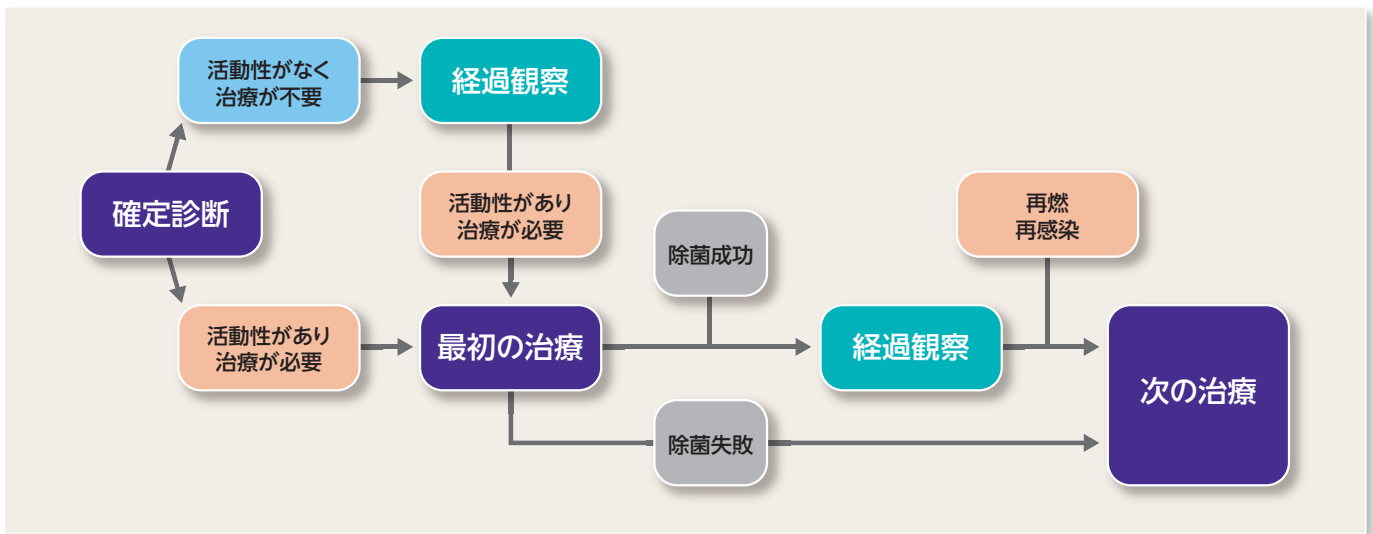 活動性がなく
治療が不要
経過観察
確定診断
活動性があり
治療が必要
再燃
再感染
除菌成功
活動性があり
治療が必要
最初の治療
経過観察
次の治療
除菌失敗